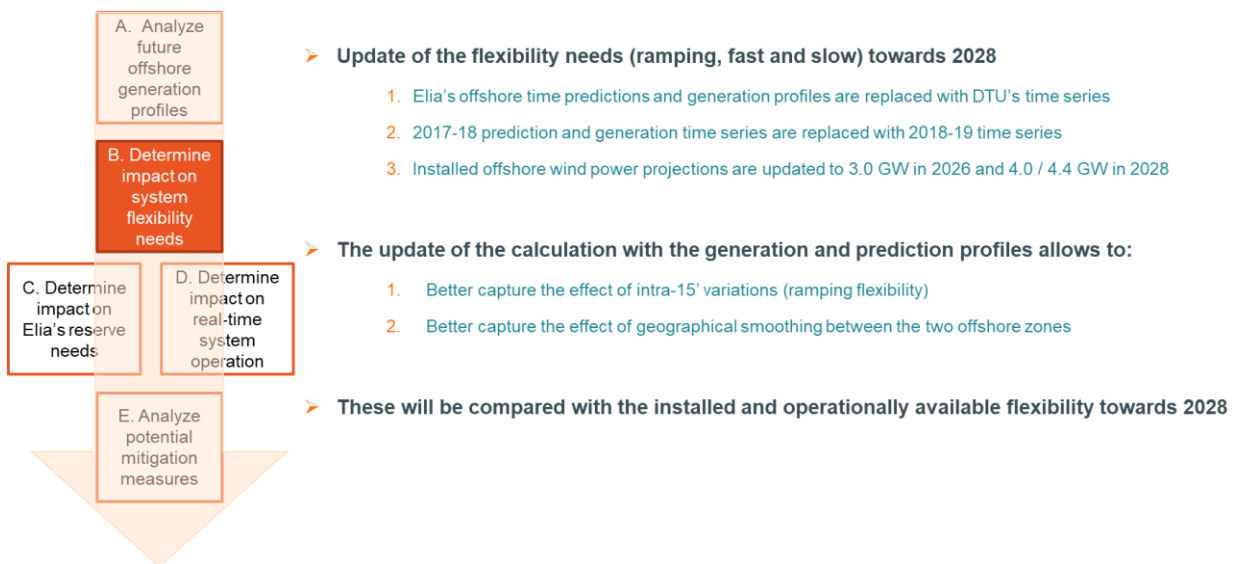 A. Analyze
future
offshore
generation
profiles
B. Determine
impact on
system
flexibility
needs
C. Determine
impact on
Elia's reserve
needs
D. Determine
impact on
real-time
system
operation
E. Analyze
potential
mitigation
measures
➢ Update of the flexibility needs (ramping, fast and slow) towards 2028
1. Elia's offshore time predictions and generation profiles are replaced with DTU's time series
2. 2017-18 prediction and generation time series are replaced with 2018-19 time series
3. Installed offshore wind power projections are updated to 3.0 GW in 2026 and 4.0 / 4.4 GW in 2028
➢ The update of the calculation with the generation and prediction profiles allows to:
1. Better capture the effect of intra-15' variations (ramping flexibility)
2. Better capture the effect of geographical smoothing between the two offshore zones
➢ These will be compared with the installed and operationally available flexibility towards 2028